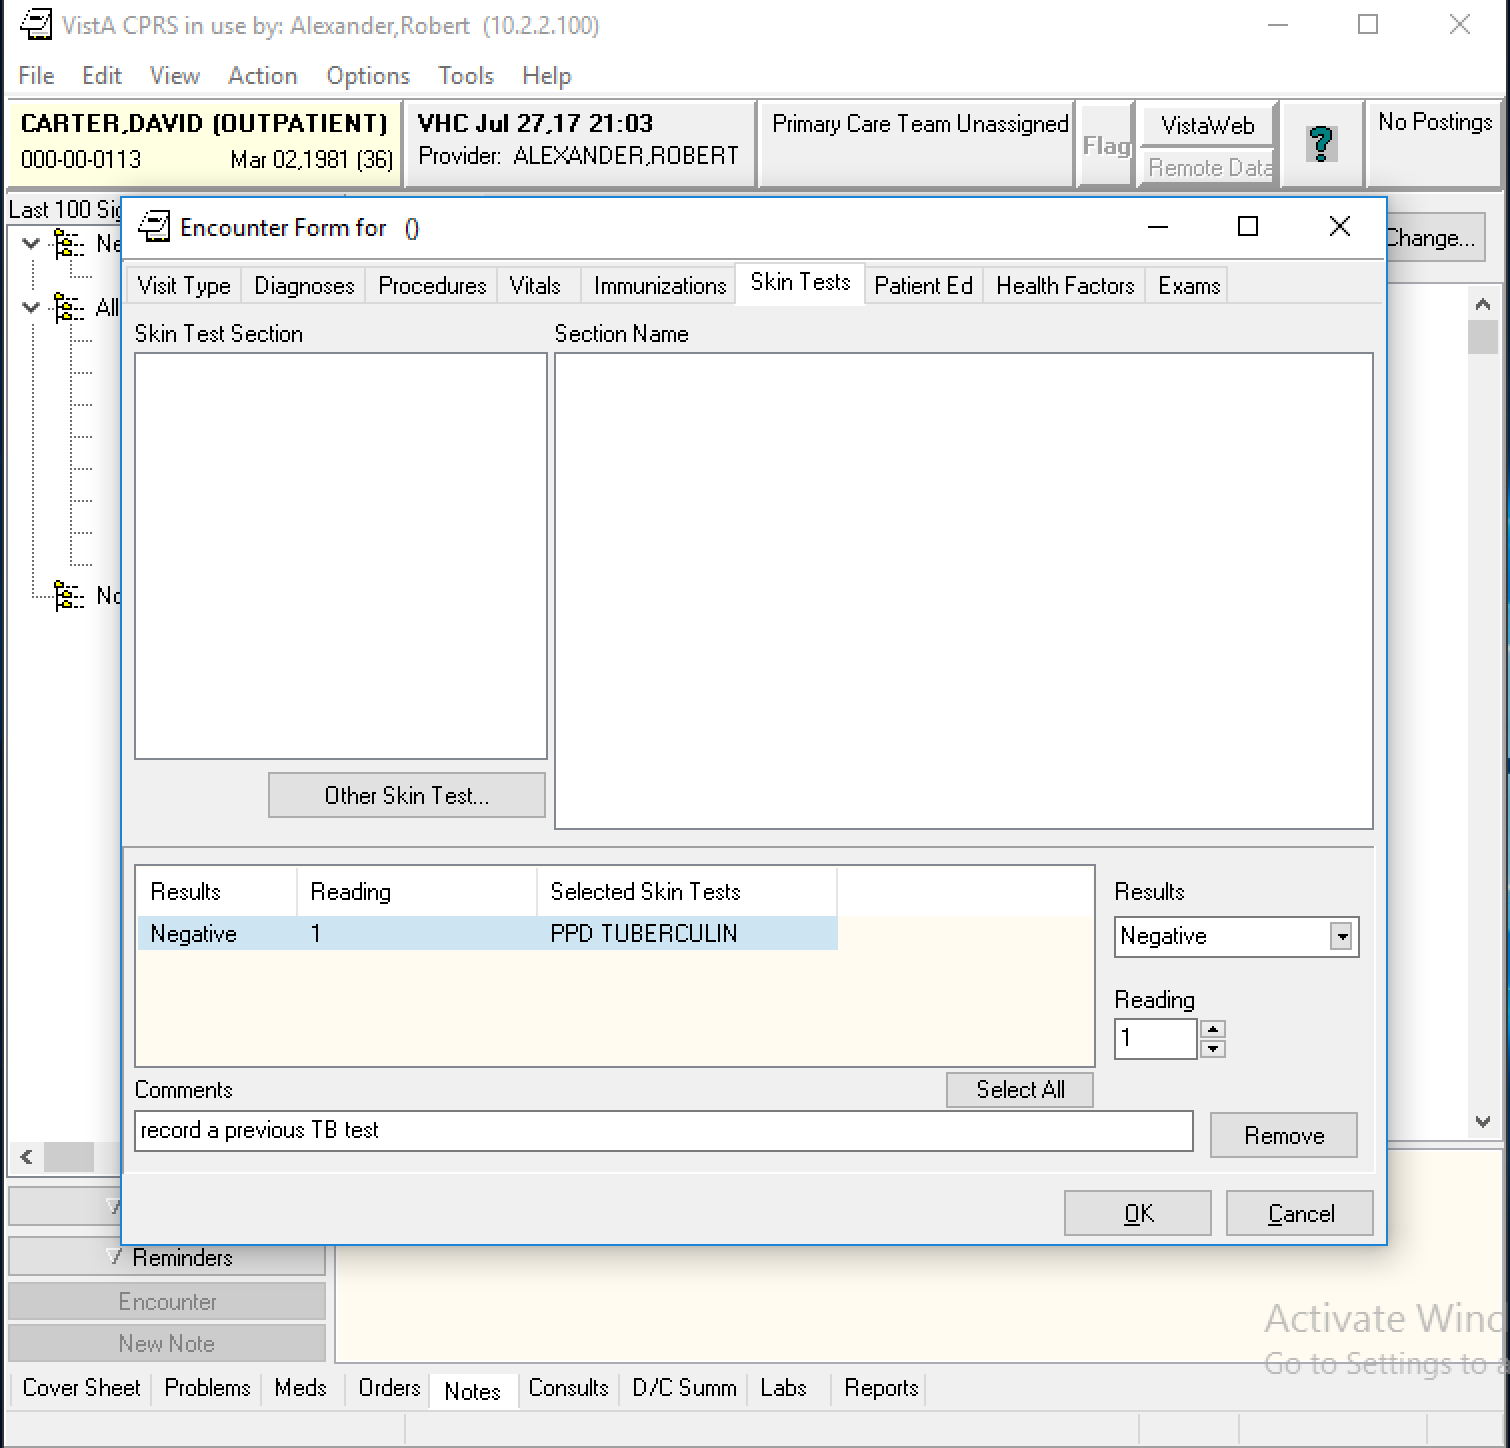 VistA CPRS in use by: Alexander,Robert (10.2.2.100)
File Edit View Action Options Tools Help
CARTER,DAVID (OUTPATIENT)
000-00-0113 Mar 02,1981 (36)
VHC Jul 27,17 21:03
Provider: ALEXANDER,ROBERT
Primary Care Team Unassigned
Flag
VistaWeb
Remote Data
?
No Postings
Last 100 Sig
Change...
Ne
All
No
Encounter Form for ()
Visit Type Diagnoses Procedures Vitals Immunizations Skin Tests Patient Ed Health Factors Exams
Skin Test Section Section Name
Other Skin Test...
Results Reading Selected Skin Tests
Negative 1 PPD TUBERCULIN
Results
Negative
Reading
1
Comments Select All
record a previous TB test
Remove
OK Cancel
Reminders
Encounter
New Note
Activate Wind
Go to Settings to a
Cover Sheet Problems Meds Orders Notes Consults D/C Summ Labs Reports